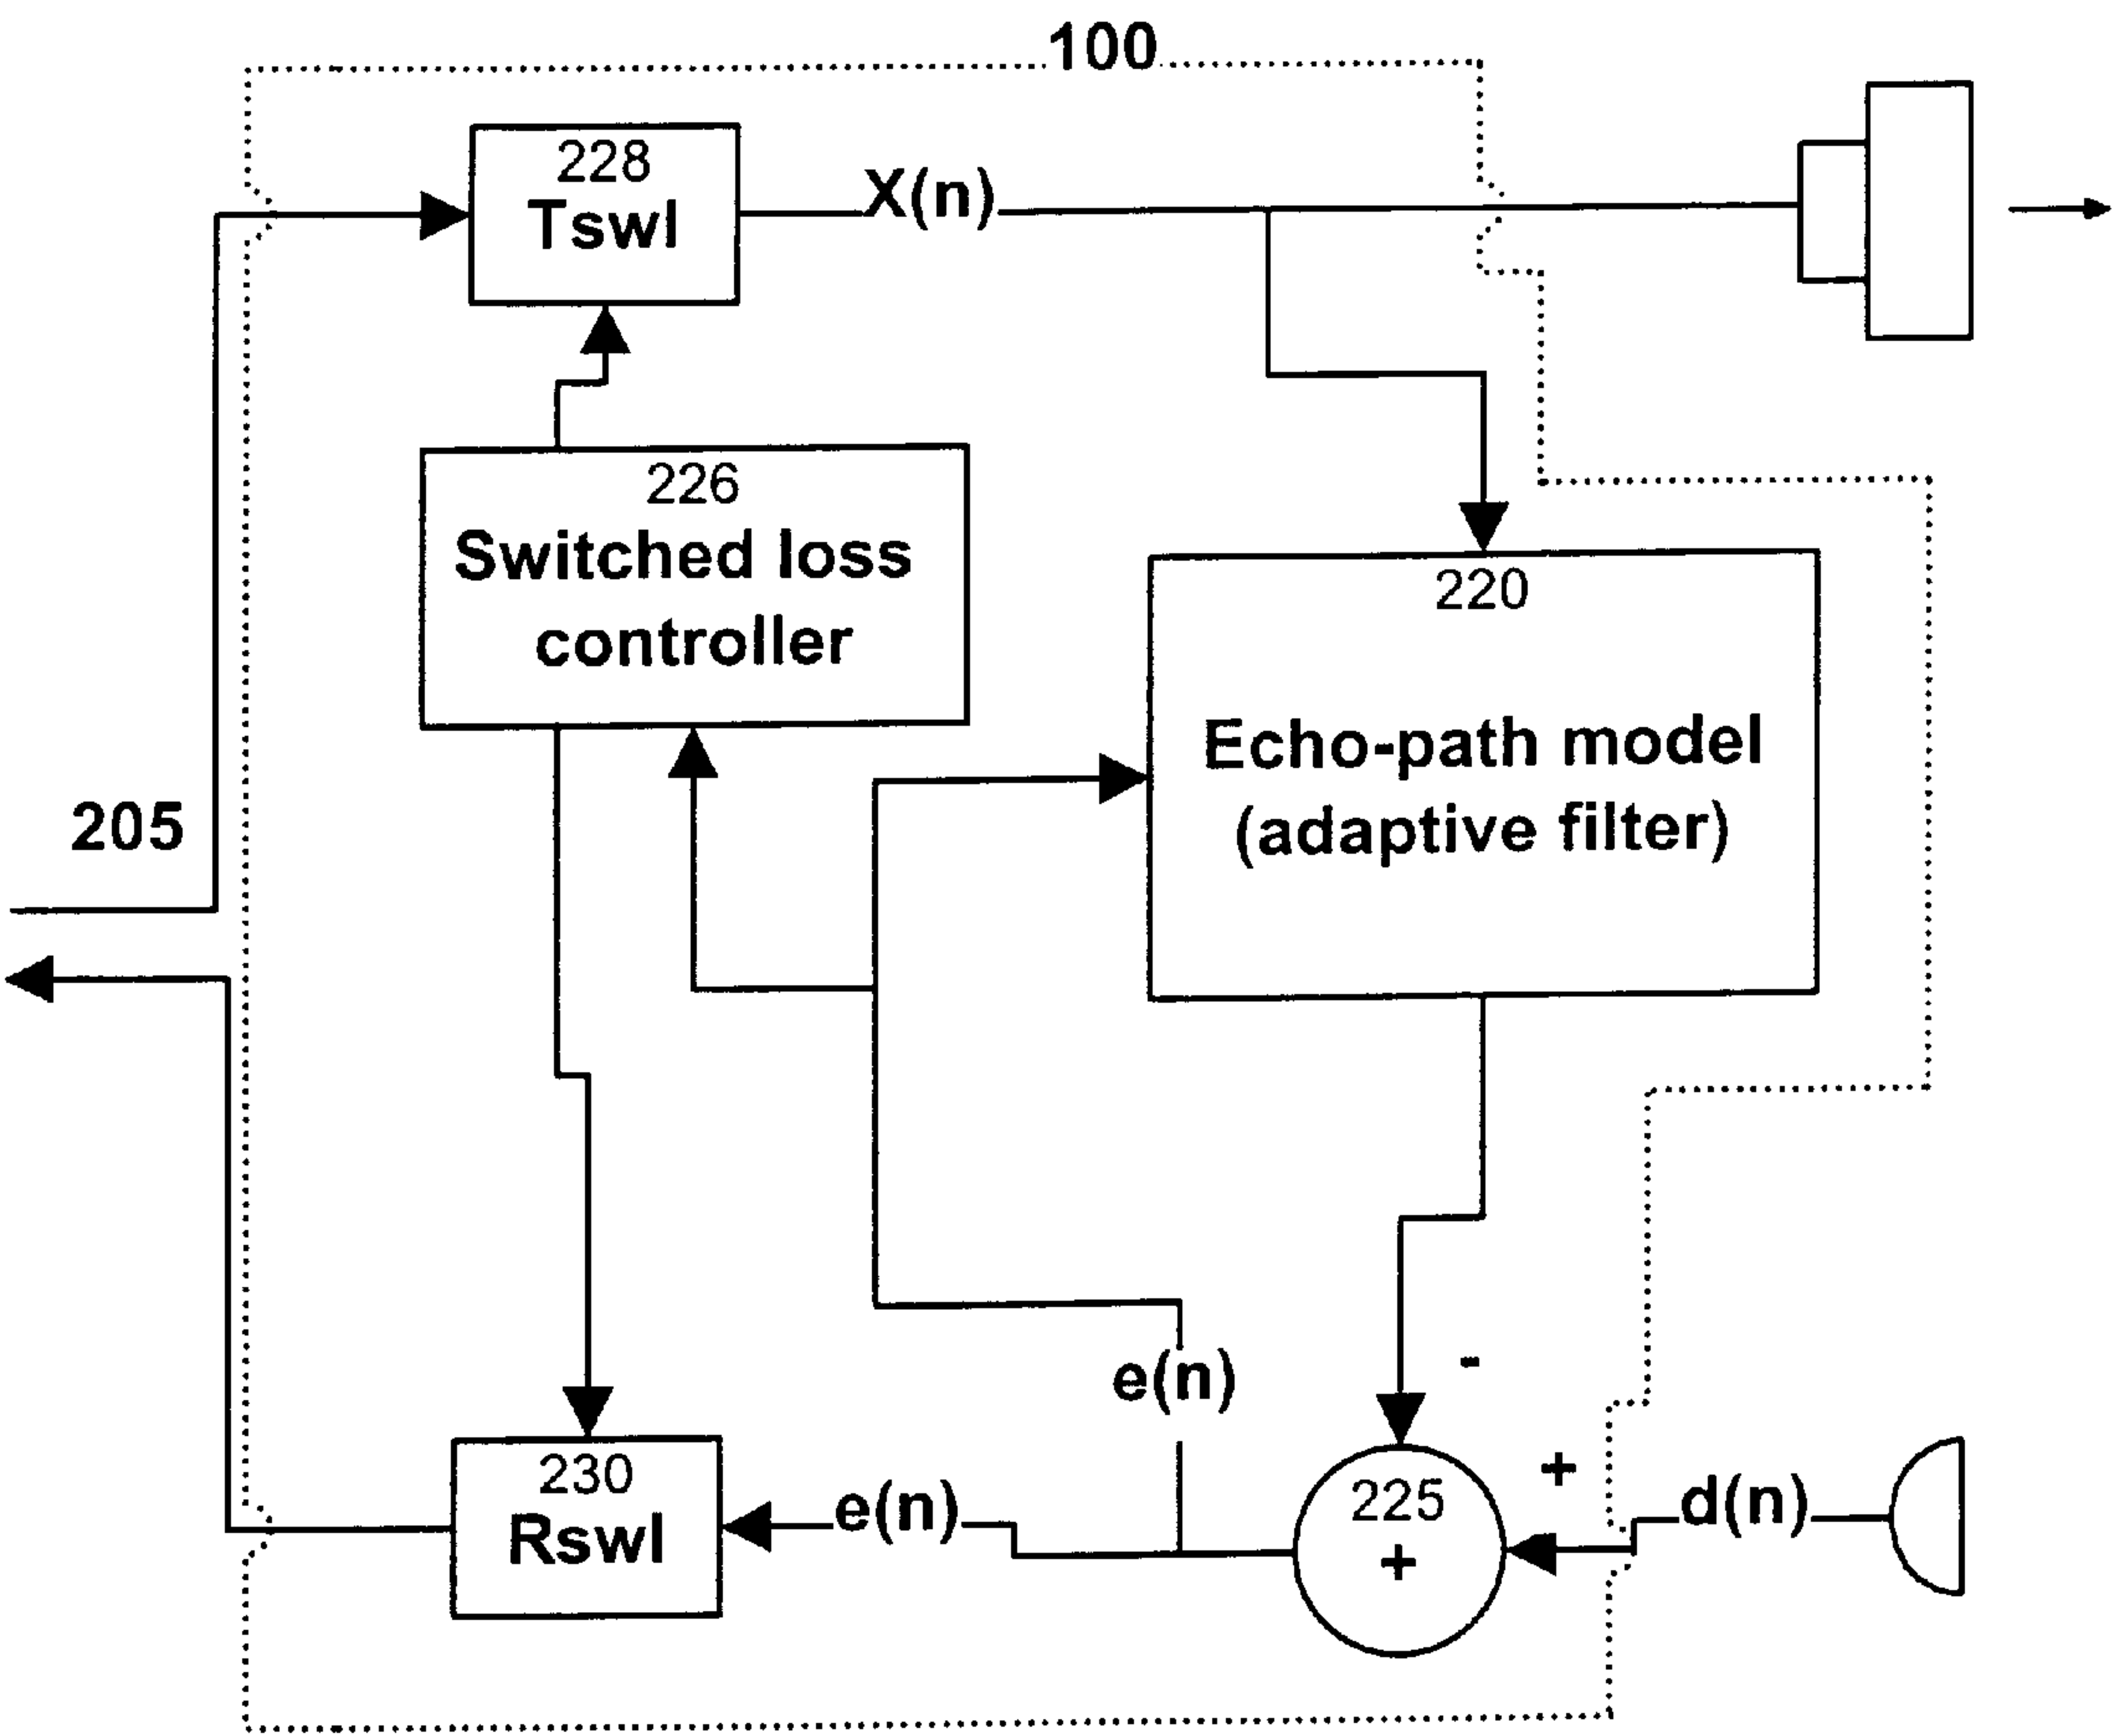 100
228
Tswl
X(n)
226
Switched loss
controller
220
Echo-path model
(adaptive filter)
205
e(n)
-
+
230
Rswl
e(n)
225
+
d(n)